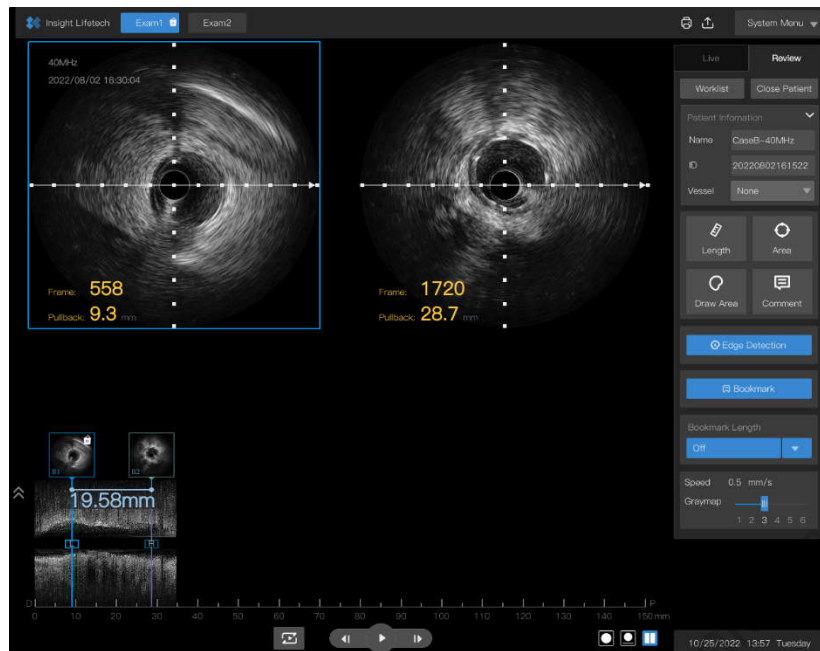 Insight Lifetech Exam1 Exam2 System Menu
40MHz
2022/08/02 16:30:04
Frame: 558
Pullback: 9.3 mm
Frame: 1720
Pullback: 28.7 mm
Live Review
Worklist Close Patient
Patient Infomation
Name CaseB-40MHz
ID 20220802161522
Vessel None
Length Area
Draw Area Comment
Edge Detection
Bookmark
Bookmark Length
Off
Speed 0.5 mm/s
Graymap
1 2 3 4 5 6
B1 B2
19.58mm
L R
D P
0 10 20 30 40 50 60 70 80 90 100 110 120 130 140 150 mm
10/25/2022 13:57 Tuesday